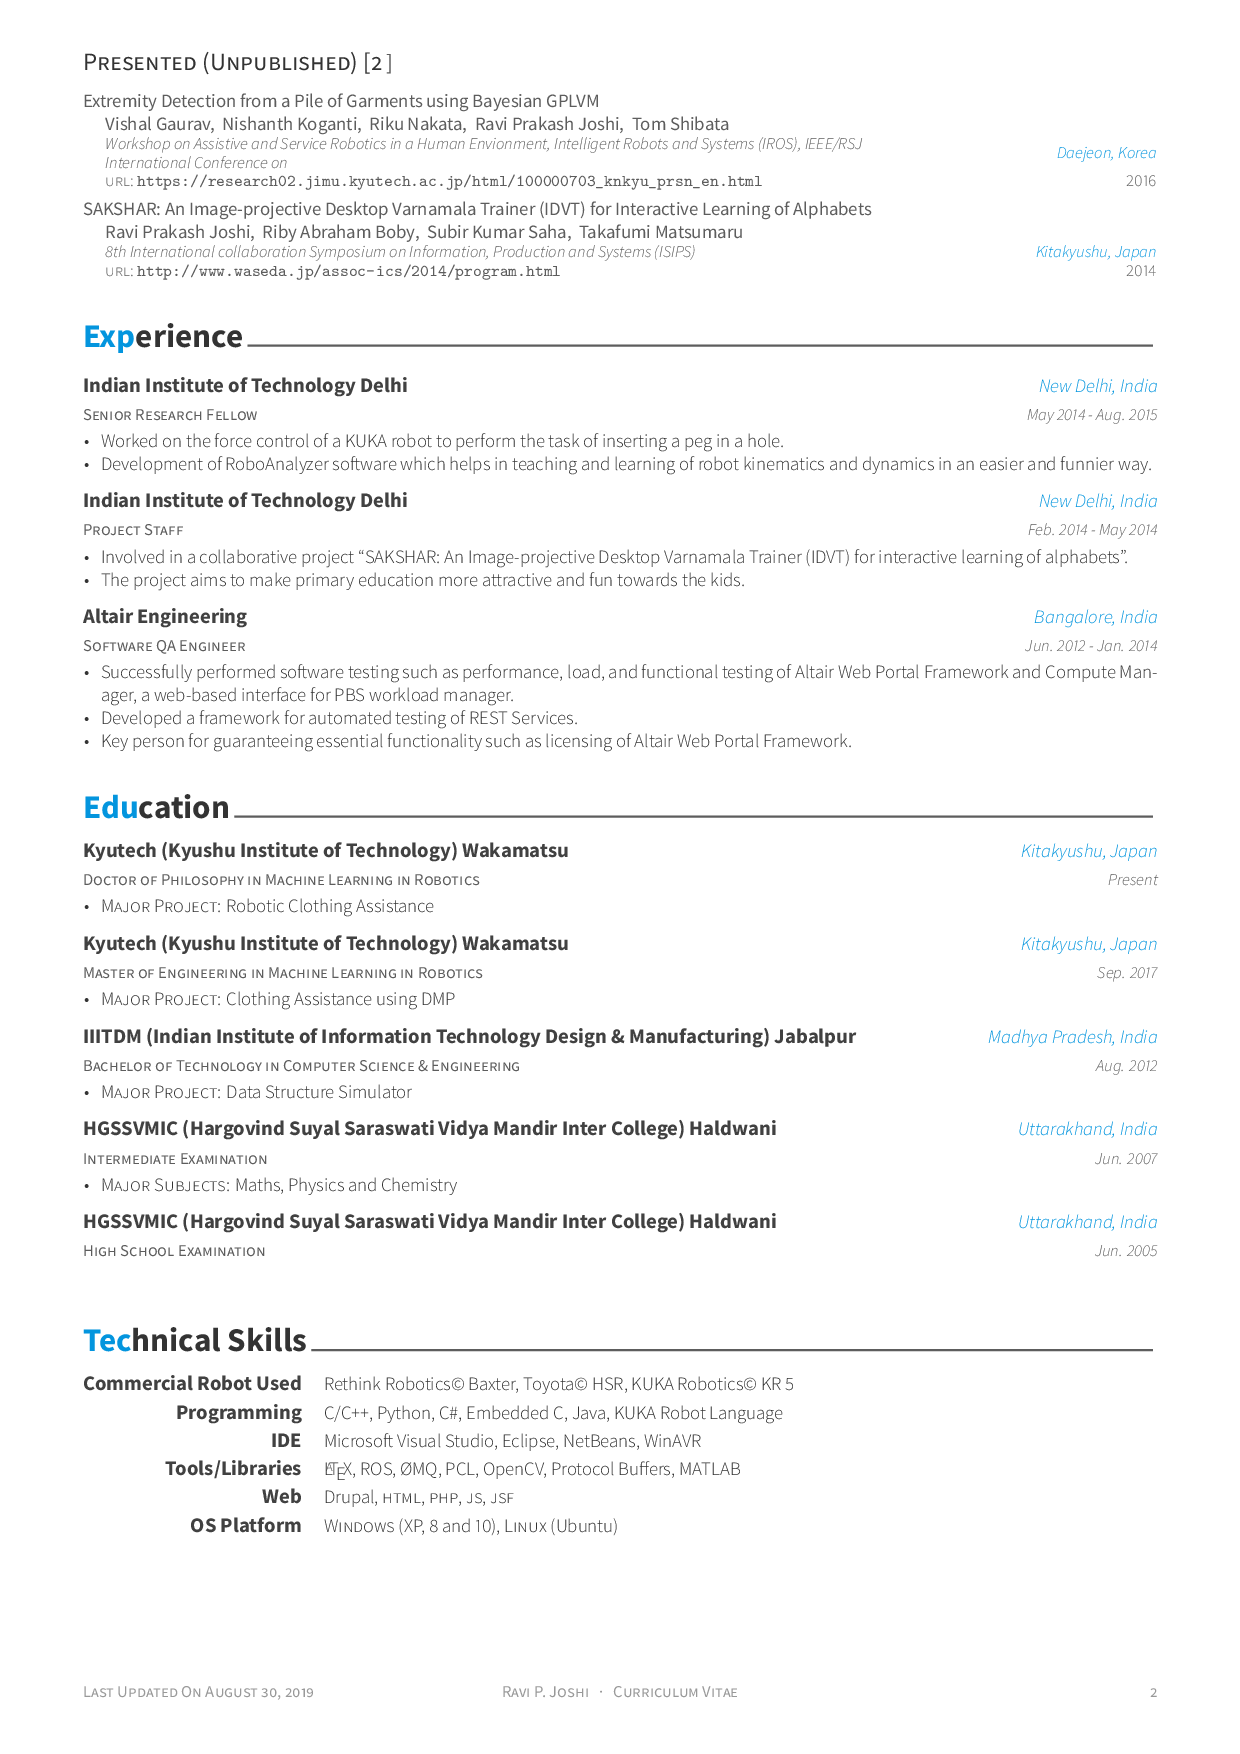 Presented (Unpublished) [2]
Extremity Detection from a Pile of Garments using Bayesian GPLVM
Vishal Gaurav, Nishanth Koganti, Riku Nakata, Ravi Prakash Joshi, Tom Shibata
Workshop on Assistive and Service Robotics in a Human Envionment, Intelligent Robots and Systems (IROS), IEEE/RSJ
International Conference on
Daejeon, Korea
URL: https://research02.jimu.kyutech.ac.jp/html/100000703_knkyu_prsn_en.html 2016
SAKSHAR: An Image-projective Desktop Varnamala Trainer (IDVT) for Interactive Learning of Alphabets
Ravi Prakash Joshi, Riby Abraham Boby, Subir Kumar Saha, Takafumi Matsumaru
8th International collaboration Symposium on Information, Production and Systems (ISIPS) Kitakyushu, Japan
URL: http://www.waseda.jp/assoc-ics/2014/program.html 2014
Experience
Indian Institute of Technology Delhi New Delhi, India
Senior Research Fellow May 2014 - Aug. 2015
• Worked on the force control of a KUKA robot to perform the task of inserting a peg in a hole.
• Development of RoboAnalyzer software which helps in teaching and learning of robot kinematics and dynamics in an easier and funnier way.
Indian Institute of Technology Delhi New Delhi, India
Project Staff Feb. 2014 - May 2014
• Involved in a collaborative project “SAKSHAR: An Image-projective Desktop Varnamala Trainer (IDVT) for interactive learning of alphabets”.
• The project aims to make primary education more attractive and fun towards the kids.
Altair Engineering Bangalore, India
Software QA Engineer Jun. 2012 - Jan. 2014
• Successfully performed software testing such as performance, load, and functional testing of Altair Web Portal Framework and Compute Man-
ager, a web-based interface for PBS workload manager.
• Developed a framework for automated testing of REST Services.
• Key person for guaranteeing essential functionality such as licensing of Altair Web Portal Framework.
Education
Kyutech (Kyushu Institute of Technology) Wakamatsu Kitakyushu, Japan
Doctor of Philosophy in Machine Learning in Robotics Present
• Major Project: Robotic Clothing Assistance
Kyutech (Kyushu Institute of Technology) Wakamatsu Kitakyushu, Japan
Master of Engineering in Machine Learning in Robotics Sep. 2017
• Major Project: Clothing Assistance using DMP
IIITDM (Indian Institute of Information Technology Design & Manufacturing) Jabalpur Madhya Pradesh, India
Bachelor of Technology in Computer Science & Engineering Aug. 2012
• Major Project: Data Structure Simulator
HGSSVMIC (Hargovind Suyal Saraswati Vidya Mandir Inter College) Haldwani Uttarakhand, India
Intermediate Examination Jun. 2007
• Major Subjects: Maths, Physics and Chemistry
HGSSVMIC (Hargovind Suyal Saraswati Vidya Mandir Inter College) Haldwani Uttarakhand, India
High School Examination Jun. 2005
Technical Skills
Commercial Robot Used Rethink Robotics© Baxter, Toyota© HSR, KUKA Robotics© KR 5
Programming C/C++, Python, C#, Embedded C, Java, KUKA Robot Language
IDE Microsoft Visual Studio, Eclipse, NetBeans, WinAVR
Tools/Libraries LATEX, ROS, ØMQ, PCL, OpenCV, Protocol Buffers, MATLAB
Web Drupal, HTML, PHP, JS, JSF
OS Platform Windows (XP, 8 and 10), Linux (Ubuntu)
Last Updated On August 30, 2019 Ravi P. Joshi · Curriculum Vitae 2